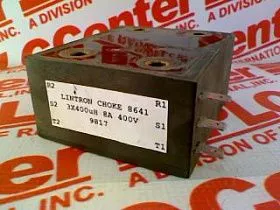 R2 R1
LINTRON CHOKE 8641
S2 3X400uH 8A 400V S1
9817
T2 T1